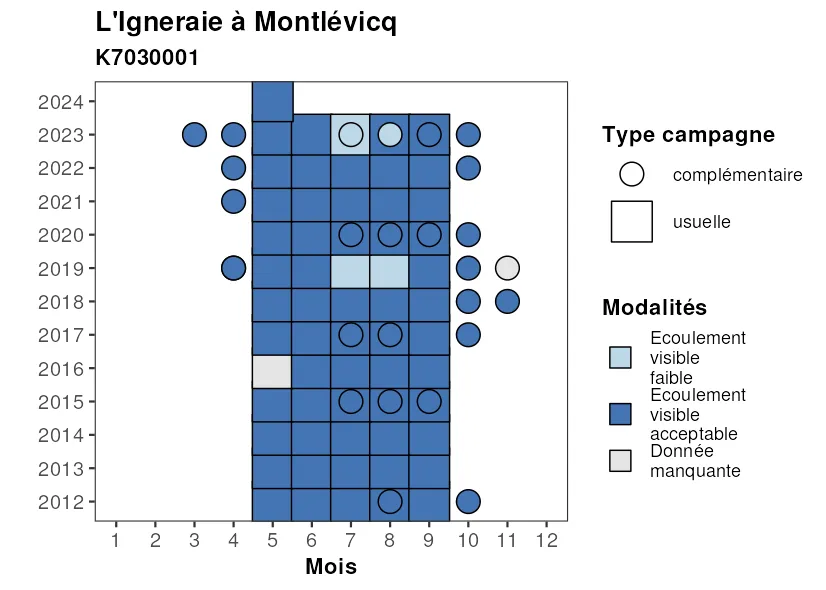 L'Igneraie à Montlévicq
K7030001
2024
2023
2022
2021
2020
2019
2018
2017
2016
2015
2014
2013
2012
1 2 3 4 5 6 7 8 9 10 11 12
Mois
Type campagne
complémentaire
usuelle
Modalités
Ecoulement
visible
faible
Ecoulement
visible
acceptable
Donnée
manquante